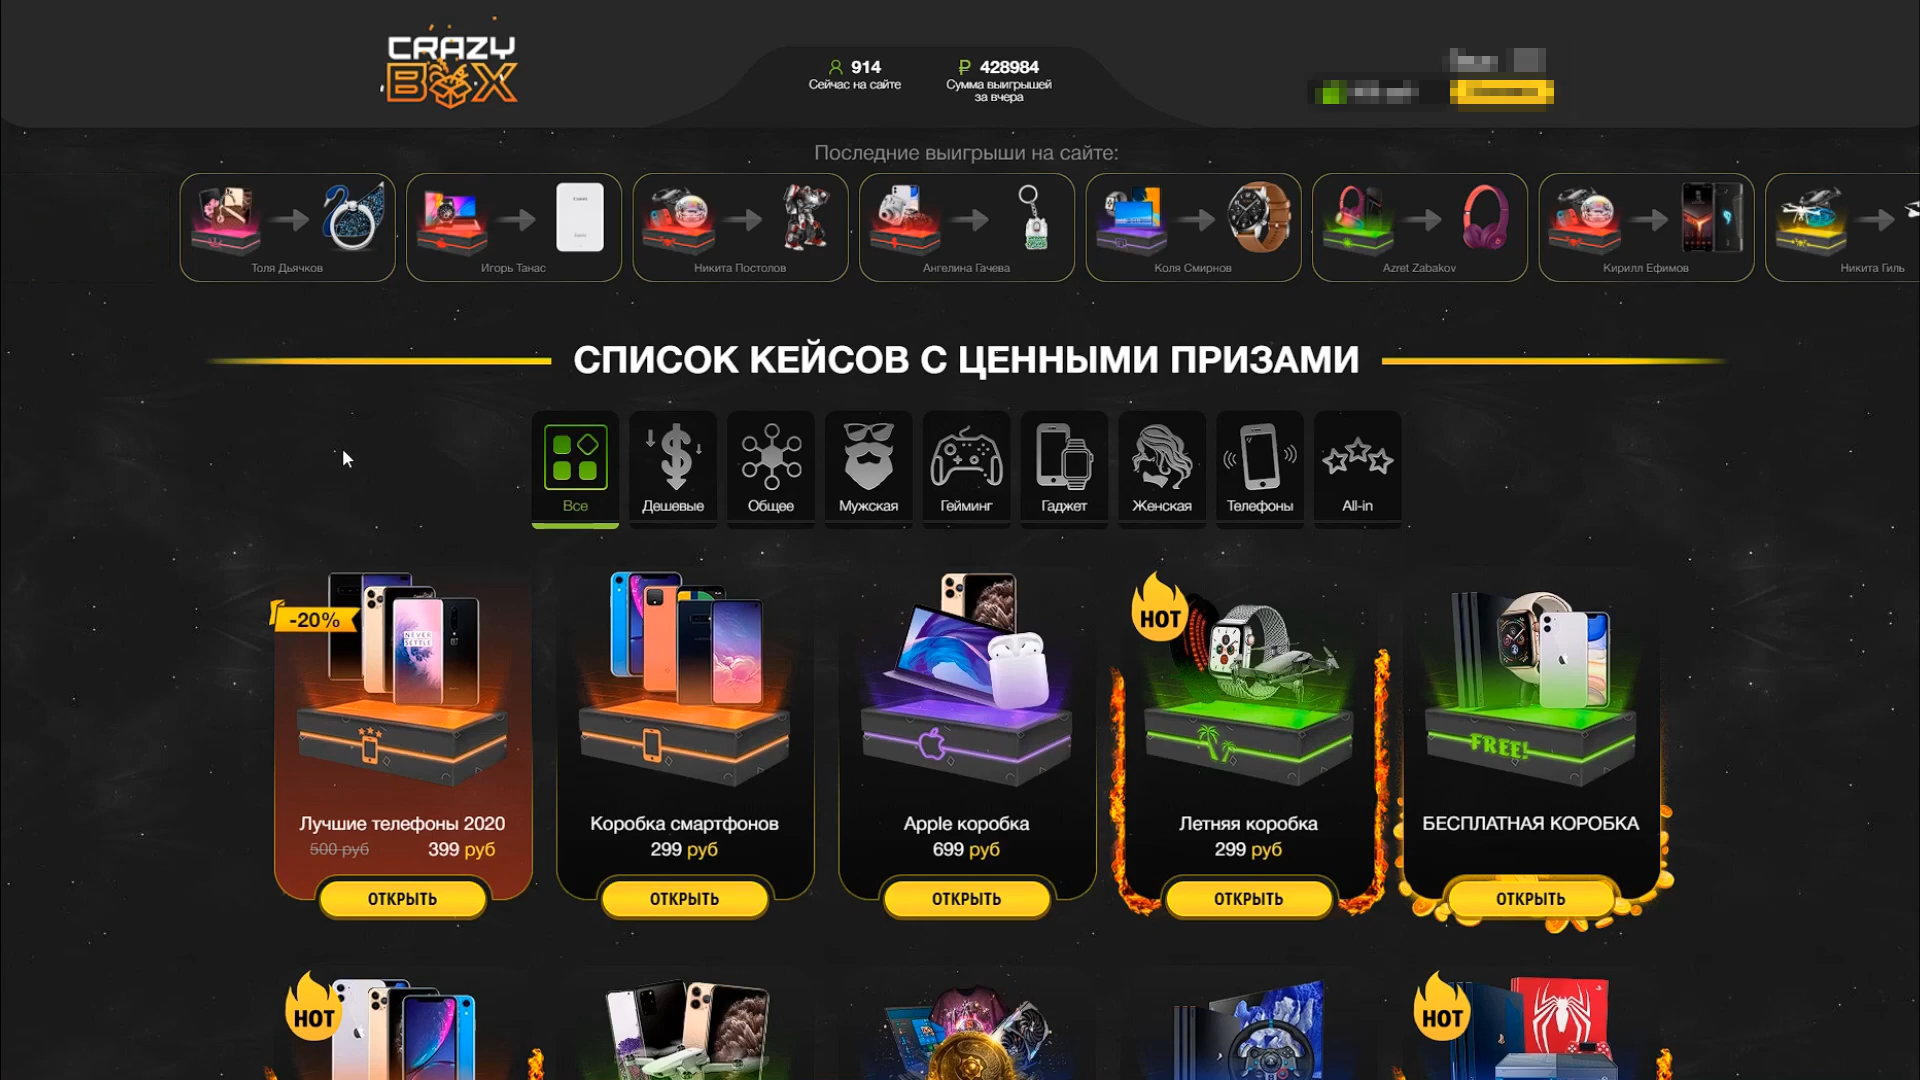 CRAZY
BOX
914
Сейчас на сайте
428984
Сумма выигрышей
за вчера
Последние выигрыши на сайте:
Толя Дьячков
Игорь Танас
Никита Постолов
Ангелина Гачева
Коля Смирнов
Azret Zabakov
Кирилл Ефимов
Никита Гиль
СПИСОК КЕЙСОВ С ЦЕННЫМИ ПРИЗАМИ
Все
Дешевые
Общее
Мужская
Гейминг
Гаджет
Женская
Телефоны
All-in
-20%
NEVER
SETTLE
HOT
FREE!
Лучшие телефоны 2020
500 руб
399 руб
Коробка смартфонов
299 руб
Apple коробка
699 руб
Летняя коробка
299 руб
БЕСПЛАТНАЯ КОРОБКА
ОТКРЫТЬ
ОТКРЫТЬ
ОТКРЫТЬ
ОТКРЫТЬ
ОТКРЫТЬ
HOT
HOT